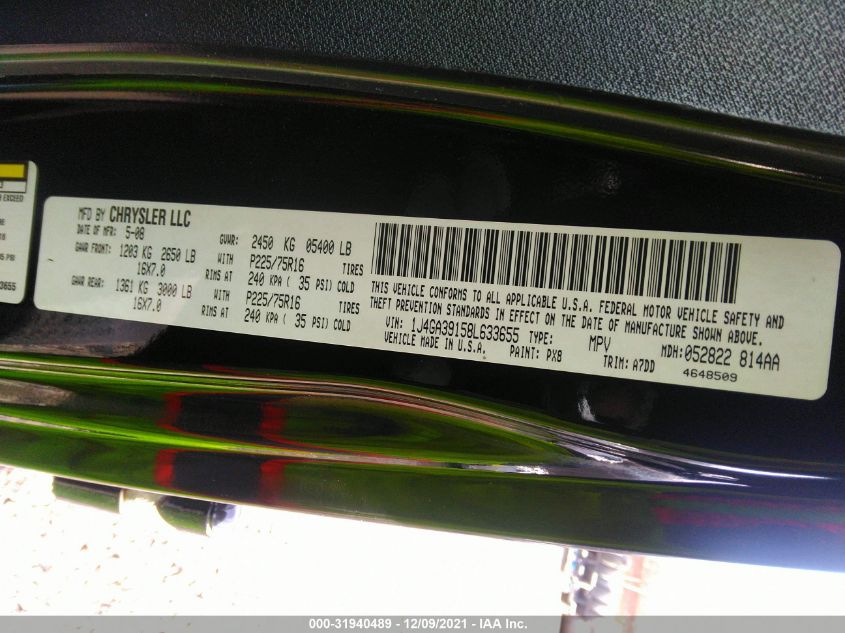 EXCEED
3655
MFD BY CHRYSLER LLC
DATE OF MFR: 5-08 GVWR: 2450 KG 05400 LB
GAWR FRONT: 1203 KG 2650 LB WITH P225/75R16 TIRES
16X7.0 RIMS AT 240 KPA ( 35 PSI) COLD
GAWR REAR: 1361 KG 3000 LB WITH P225/75R16 TIRES
16X7.0 RIMS AT 240 KPA ( 35 PSI) COLD
THIS VEHICLE CONFORMS TO ALL APPLICABLE U.S.A. FEDERAL MOTOR VEHICLE SAFETY AND
THEFT PREVENTION STANDARDS IN EFFECT ON THE DATE OF MANUFACTURE SHOWN ABOVE.
VIN: 1J4GA39158L633655 TYPE: MPV MDH: 052822 814AA
VEHICLE MADE IN U.S.A. PAINT: PX8 TRIM: A7DD
4648509
000-31940489 - 12/09/2021 - IAA Inc.